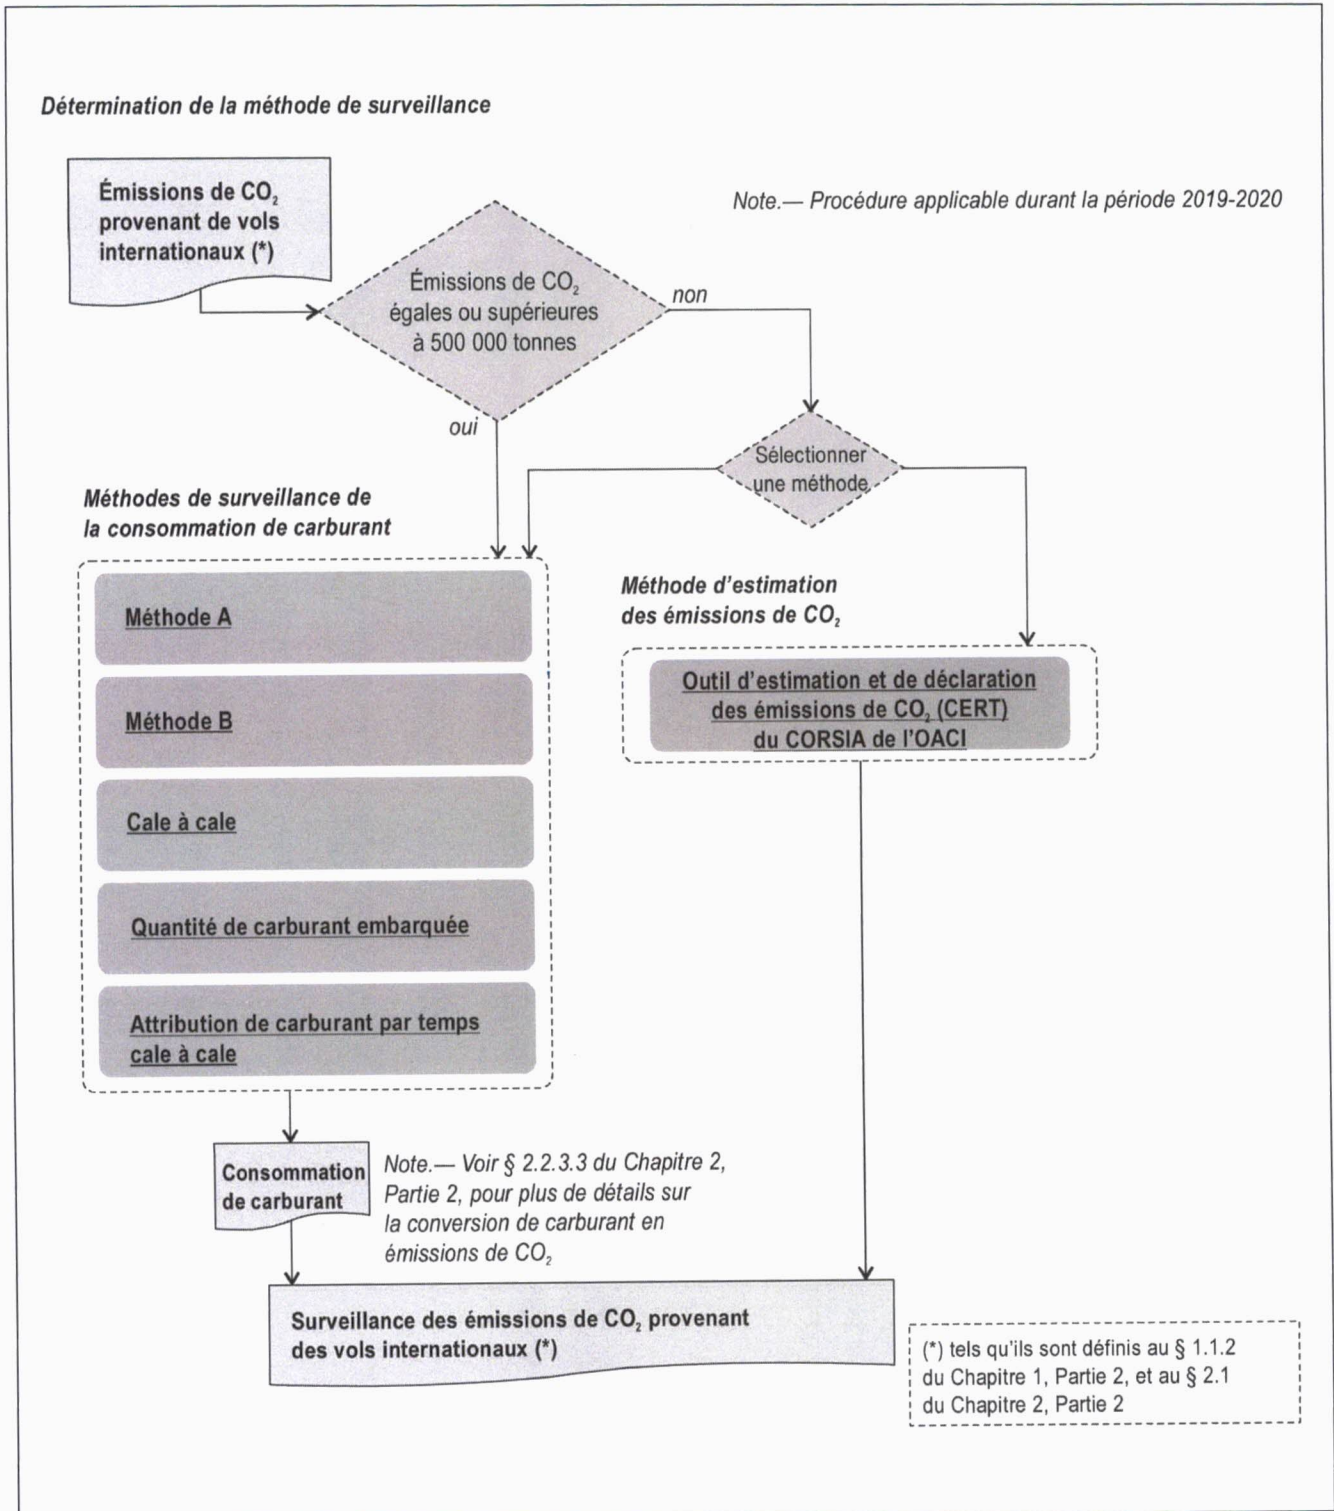 Détermination de la méthode de surveillance
Émissions de CO₂
provenant de vols
internationaux (*)
Note.— Procédure applicable durant la période 2019-2020
Émissions de CO₂
égales ou supérieures
à 500 000 tonnes
non
oui
Sélectionner
une méthode
Méthodes de surveillance de
la consommation de carburant
Méthode A
Méthode B
Cale à cale
Quantité de carburant embarquée
Attribution de carburant par temps
cale à cale
Méthode d'estimation
des émissions de CO₂
Outil d'estimation et de déclaration
des émissions de CO₂ (CERT)
du CORSIA de l'OACI
Consommation
de carburant
Note.— Voir § 2.2.3.3 du Chapitre 2,
Partie 2, pour plus de détails sur
la conversion de carburant en
émissions de CO₂
Surveillance des émissions de CO₂ provenant
des vols internationaux (*)
(*) tels qu'ils sont définis au § 1.1.2
du Chapitre 1, Partie 2, et au § 2.1
du Chapitre 2, Partie 2